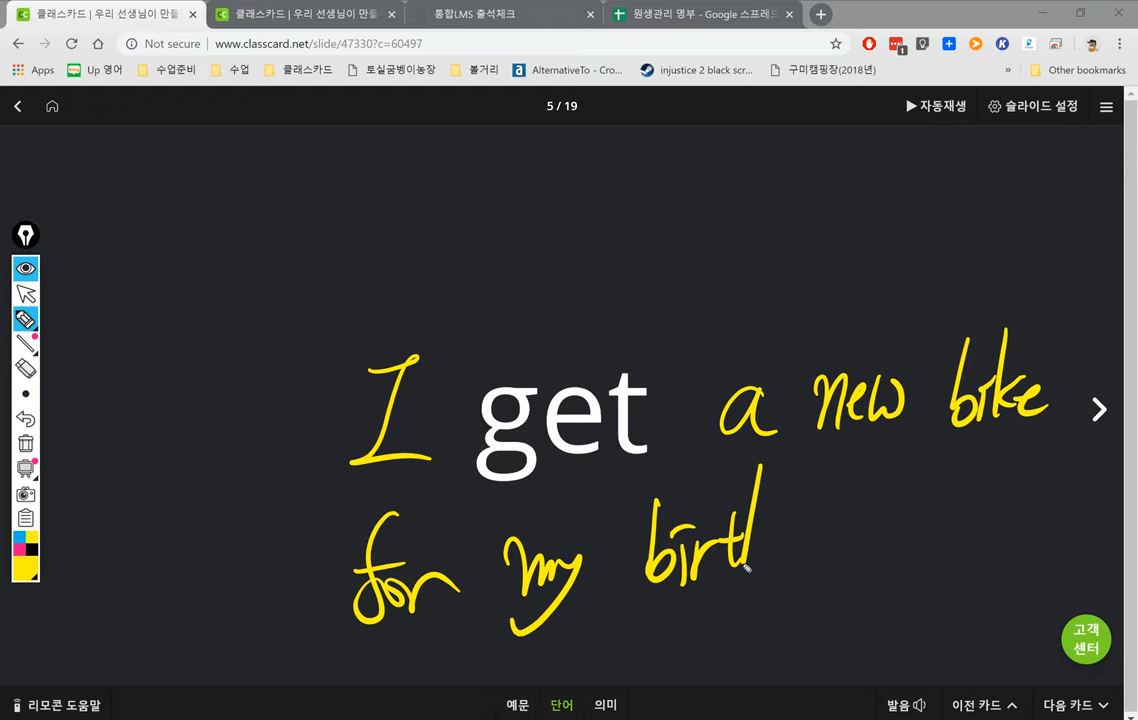 클래스카드 | 우리 선생님이 만들
클래스카드 | 우리 선생님이 만들
통합LMS 출석체크
원생관리 명부 - Google 스프레드
Not secure | www.classcard.net/slide/47330?c=60497
Apps Up 영어 수업준비 수업 클래스카드 토실굼벵이농장 볼거리 AlternativeTo - Cro... injustice 2 black scr... 구미캠핑장(2018년) » Other bookmarks
5 / 19 자동재생 슬라이드 설정
I get a new bike
for my birth
고객
센터
리모콘 도움말 예문 단어 의미 발음 이전 카드 다음 카드